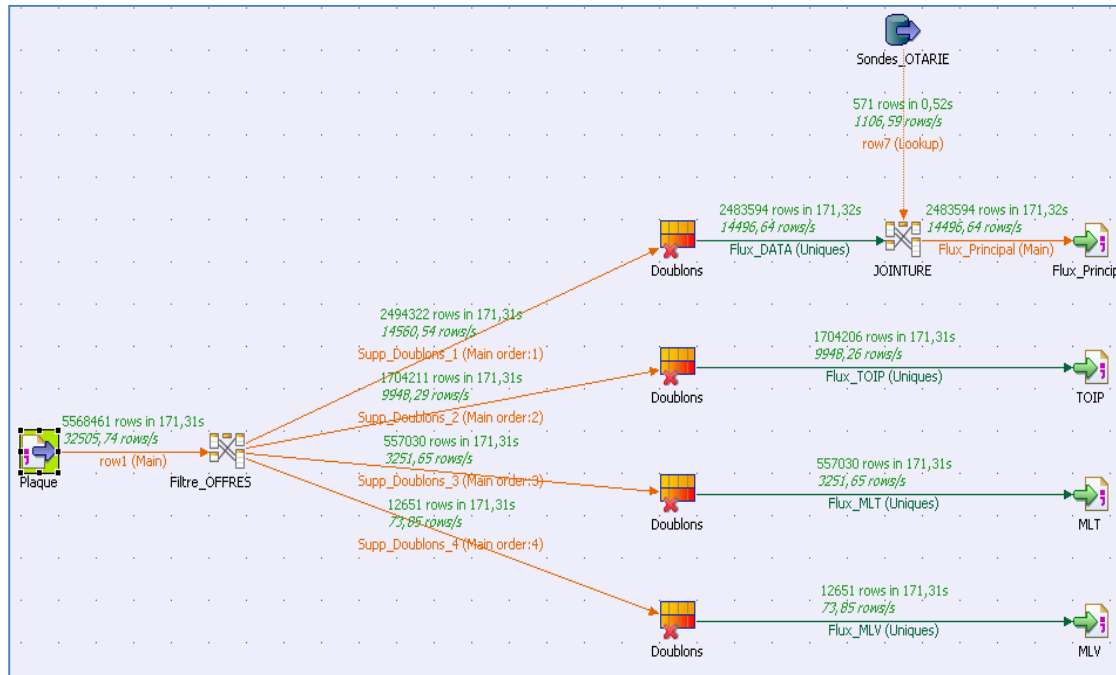 Sondes_OTARIE
571 rows in 0,52s
1106,59 rows/s
row7 (Lookup)
2483594 rows in 171,32s
14496,64 rows/s
Flux_DATA (Uniques)
2483594 rows in 171,32s
14496,64 rows/s
Flux_Principal (Main)
Doublons
JOINTURE
Flux_Princip
2494322 rows in 171,31s
14560,54 rows/s
Supp_Doublons_1 (Main order:1)
1704211 rows in 171,31s
9948,29 rows/s
Supp_Doublons_2 (Main order:2)
1704206 rows in 171,31s
9948,26 rows/s
Flux_TOIP (Uniques)
Doublons
TOIP
5568461 rows in 171,31s
32505,74 rows/s
row1 (Main)
Plaque
Filtre_OFFRES
557030 rows in 171,31s
3251,65 rows/s
Supp_Doublons_3 (Main order:3)
557030 rows in 171,31s
3251,65 rows/s
Flux_MLT (Uniques)
Doublons
MLT
12651 rows in 171,31s
73,85 rows/s
Supp_Doublons_4 (Main order:4)
12651 rows in 171,31s
73,85 rows/s
Flux_MLV (Uniques)
Doublons
MLV